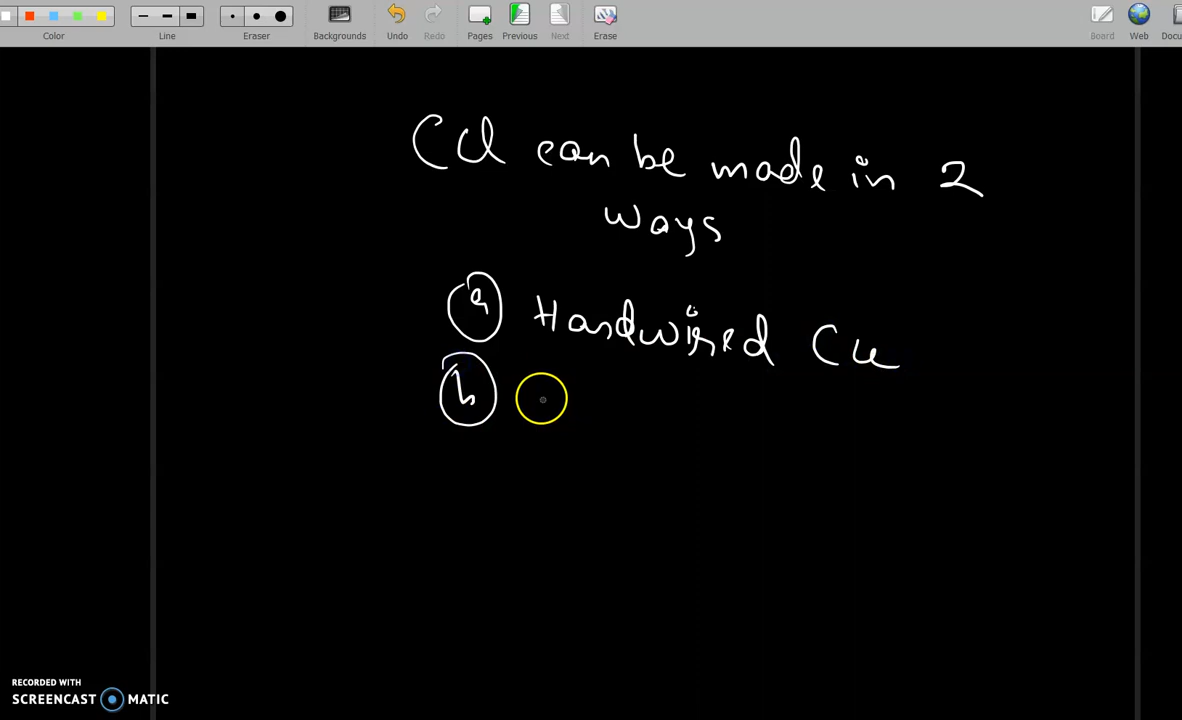 Color
Line
Eraser
Backgrounds
Undo
Redo
Pages
Previous
Next
Erase
Board
Web
Docu
CU can be made in 2
ways
a Hardwired Cu
b
RECORDED WITH
SCREENCAST MATIC